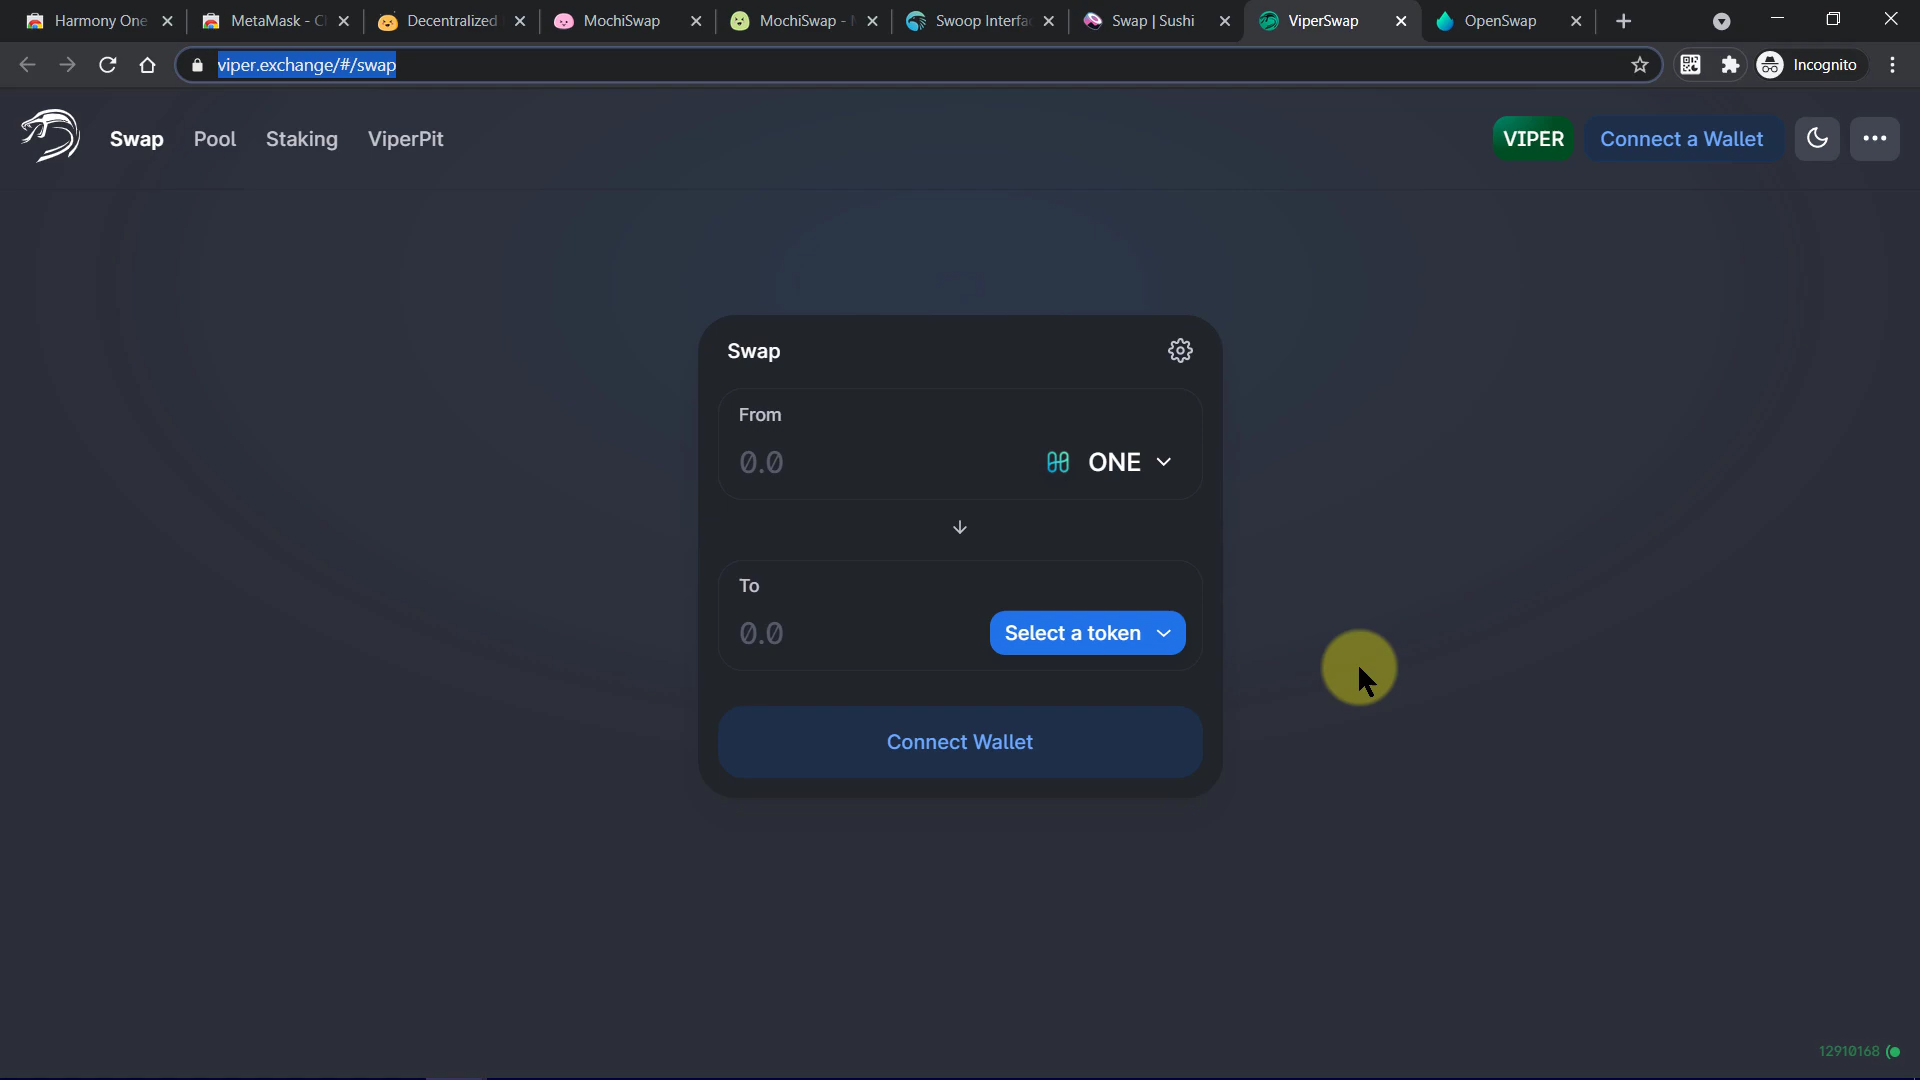 Harmony One
MetaMask - C
Decentralized
MochiSwap
MochiSwap -
Swoop Interfac
Swap | Sushi
ViperSwap
OpenSwap
viper.exchange/#/swap
Incognito
Swap
Pool
Staking
ViperPit
VIPER
Connect a Wallet
Swap
From
0.0
ONE
To
0.0
Select a token
Connect Wallet
12910168